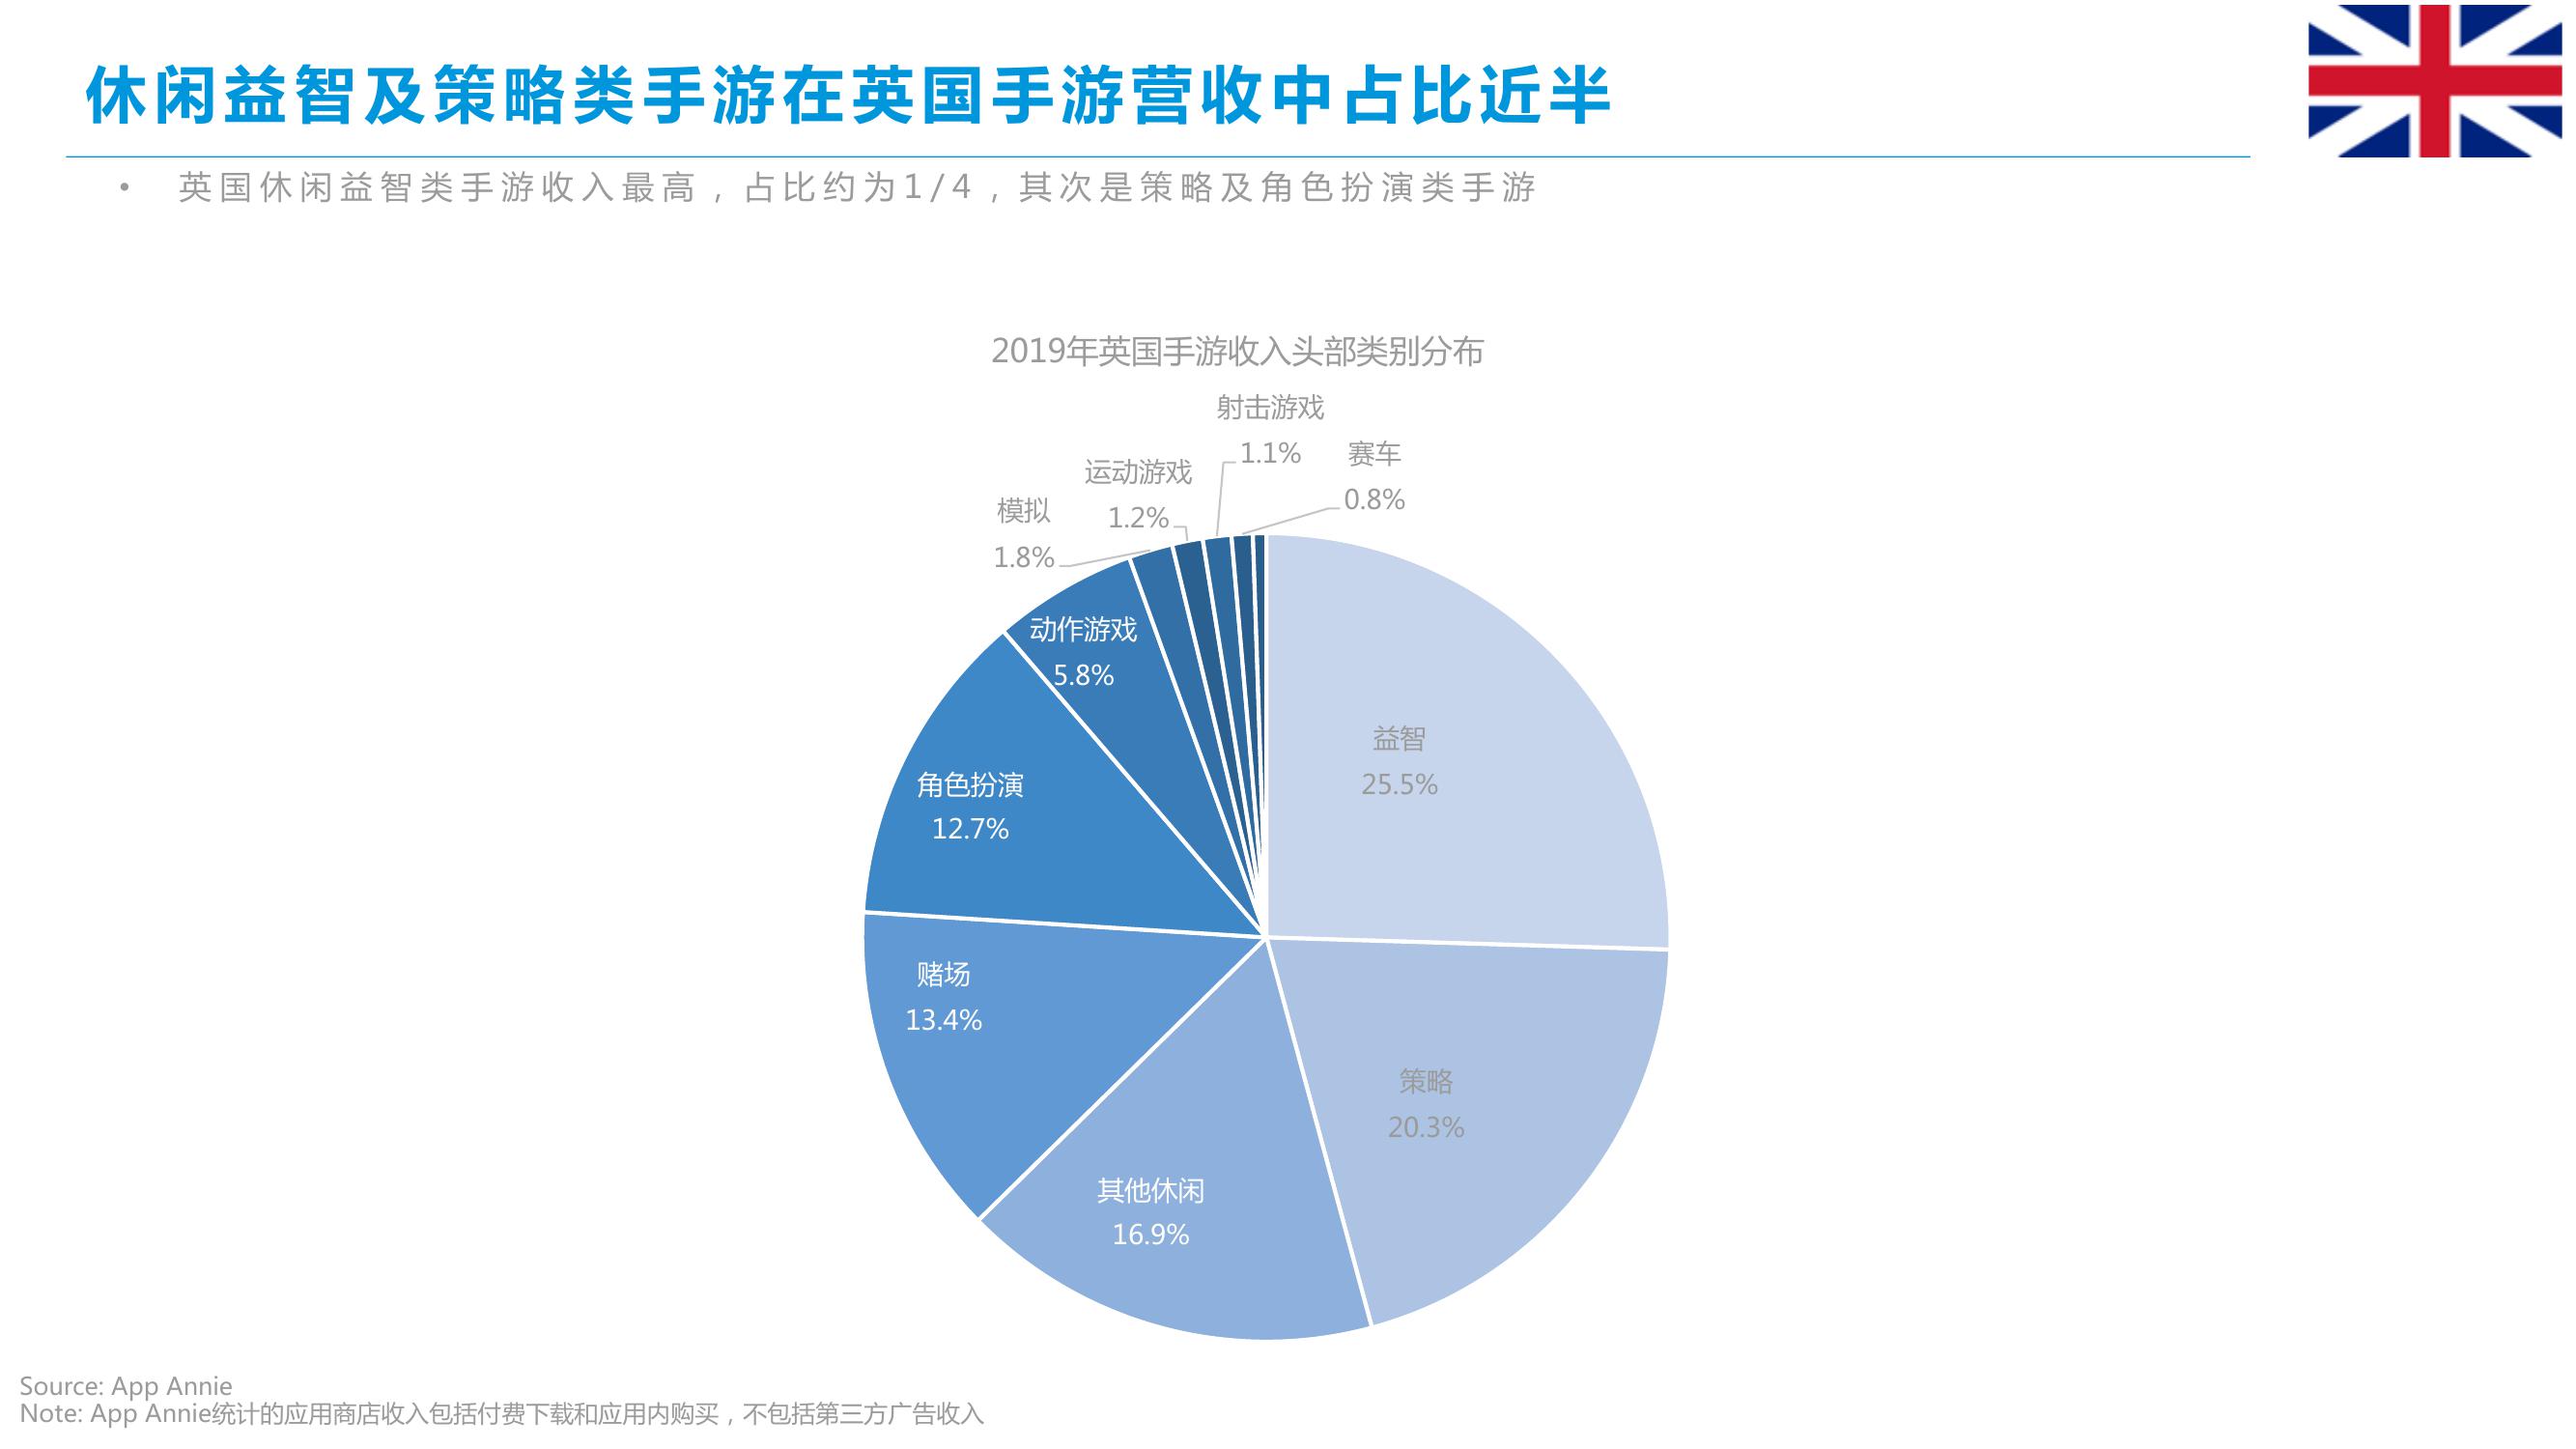 休闲益智及策略类手游在英国手游营收中占比近半
• 英国休闲益智类手游收入最高，占比约为1/4，其次是策略及角色扮演类手游
2019年英国手游收入头部类别分布
射击游戏
1.1%
赛车
0.8%
运动游戏
1.2%
模拟
1.8%
动作游戏
5.8%
益智
25.5%
角色扮演
12.7%
赌场
13.4%
策略
20.3%
其他休闲
16.9%
Source: App Annie
Note: App Annie统计的应用商店收入包括付费下载和应用内购买，不包括第三方广告收入